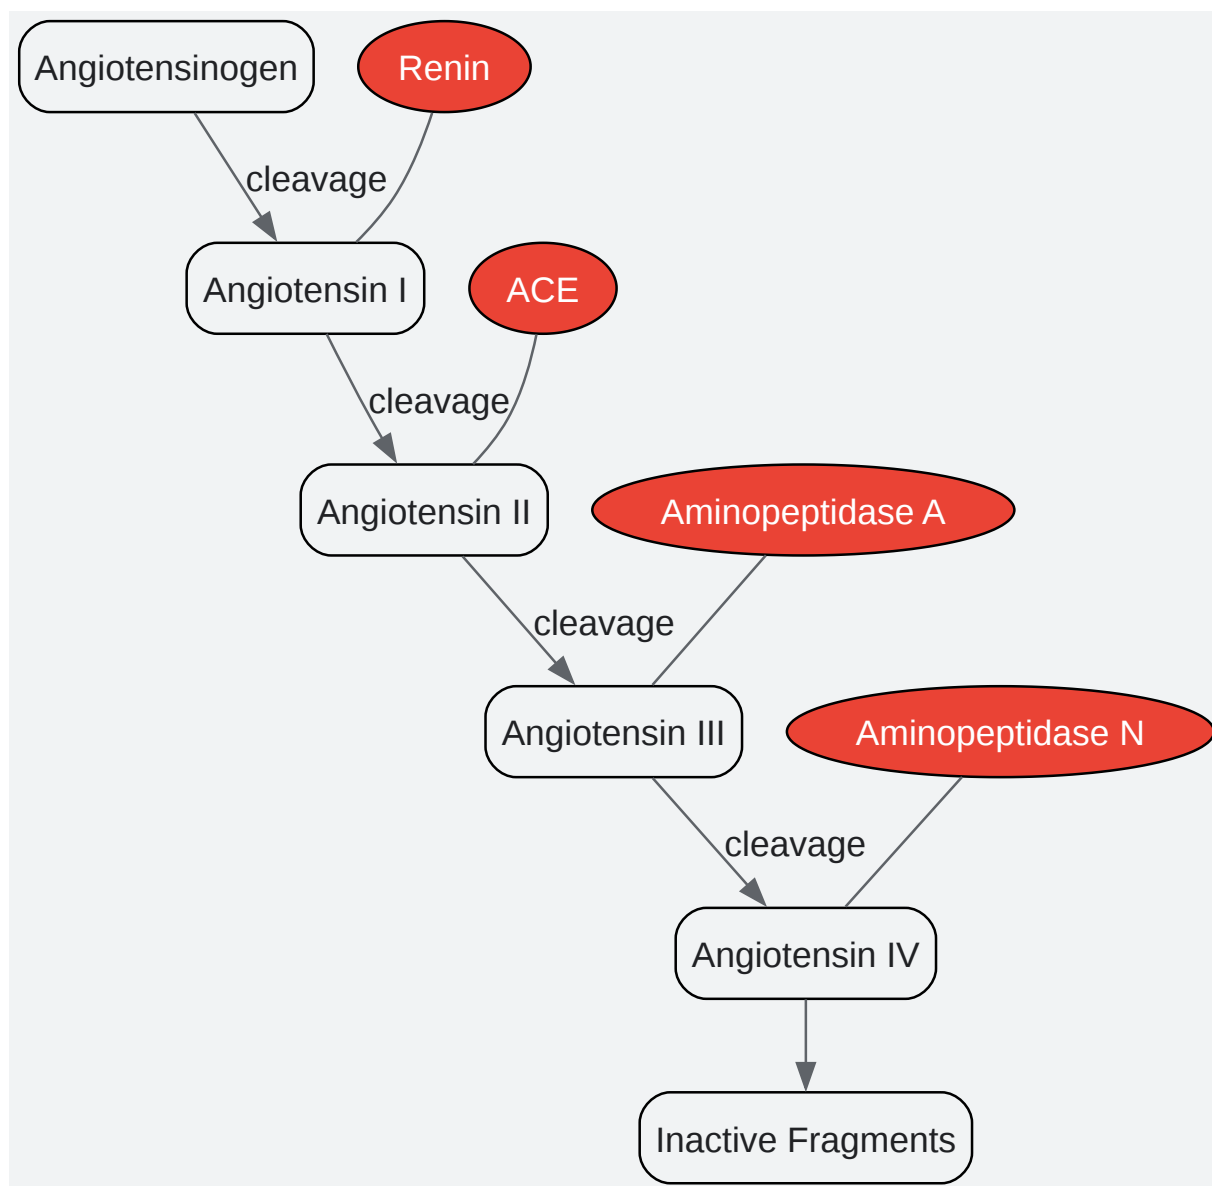 Angiotensinogen
Renin
cleavage
Angiotensin I
ACE
cleavage
Angiotensin II
Aminopeptidase A
cleavage
Angiotensin III
Aminopeptidase N
cleavage
Angiotensin IV
Inactive Fragments